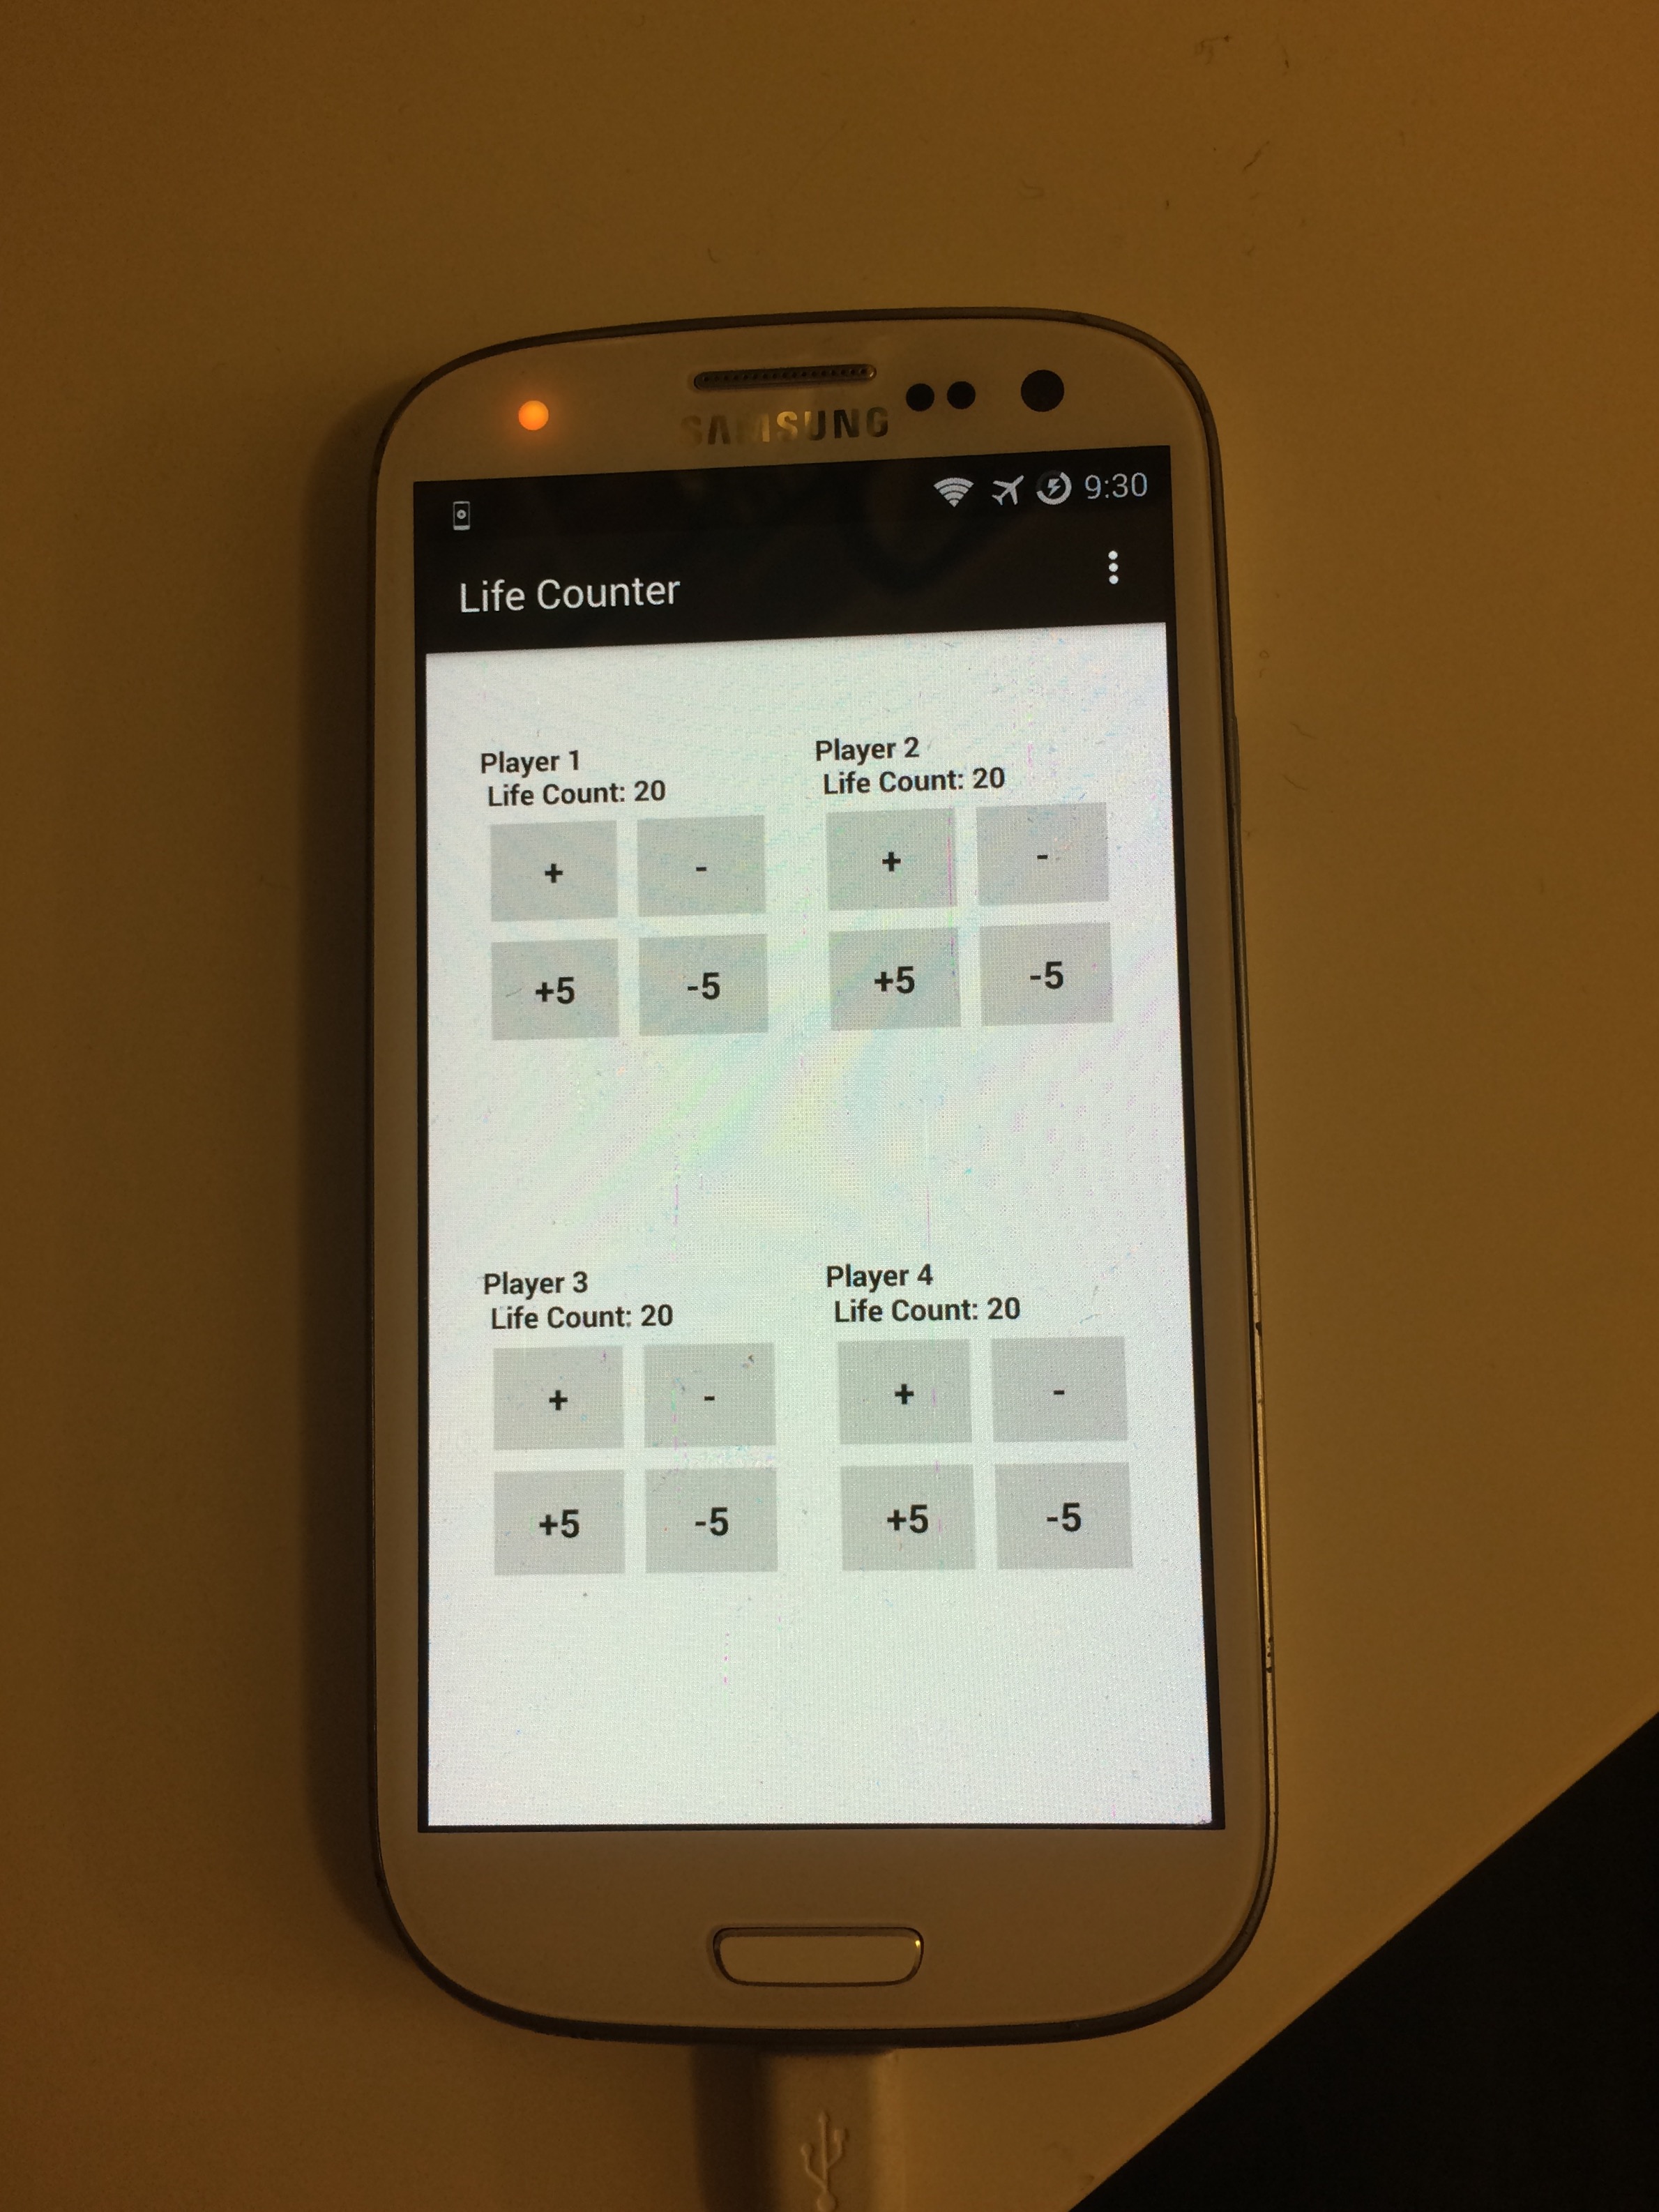 SAMSUNG
9:30
Life Counter
Player 1
Life Count: 20
+ -
+5 -5
Player 2
Life Count: 20
+ -
+5 -5
Player 3
Life Count: 20
+ -
+5 -5
Player 4
Life Count: 20
+ -
+5 -5